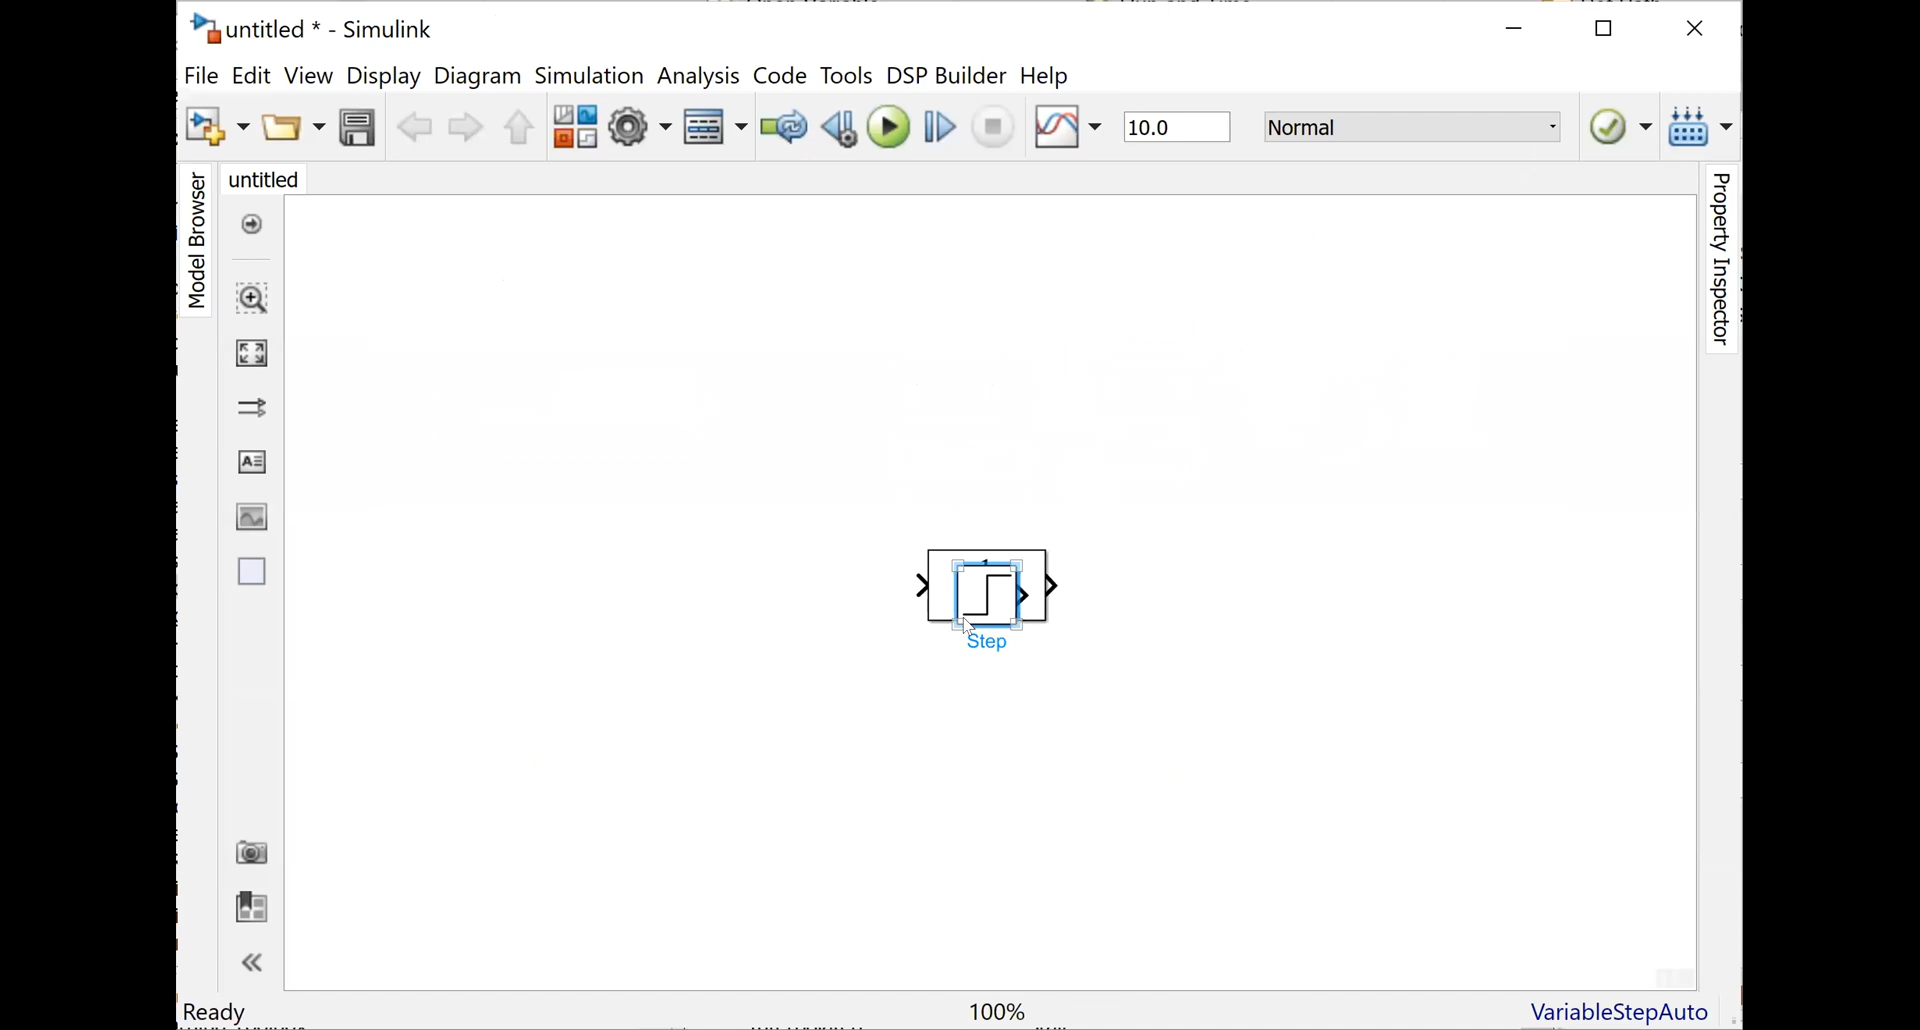 untitled * - Simulink
File Edit View Display Diagram Simulation Analysis Code Tools DSP Builder Help
10.0
Normal
Model Browser
untitled
Property Inspector
Step
Ready
100%
VariableStepAuto